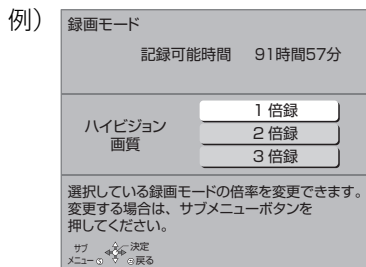 例）
録画モード
記録可能時間　91時間57分
ハイビジョン
画質
1 倍録
2 倍録
3 倍録
選択している録画モードの倍率を変更できます。
変更する場合は、サブメニューボタンを
押してください。
サブ
メニュー Ⓢ
決定
戻る